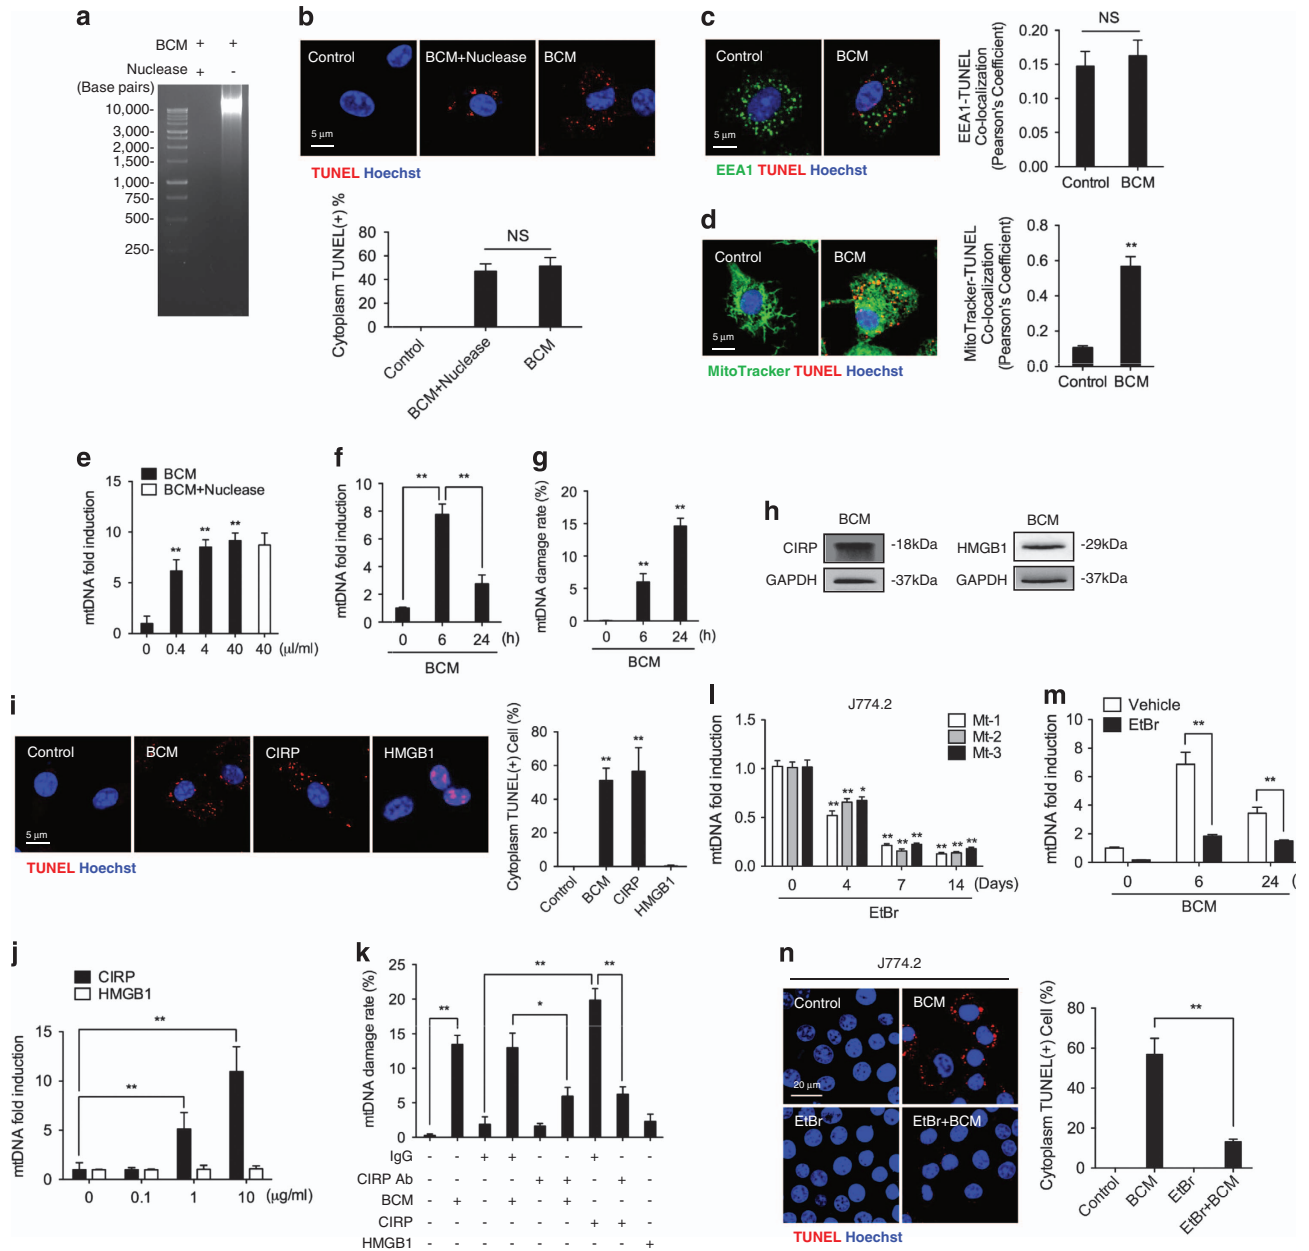 a
BCM + +
Nuclease + -
(Base pairs)
10,000-
3,000-
2,000-
1,500-
1,000-
750-
500-
250-
b
Control
BCM+Nuclease
BCM
5 μm
TUNEL Hoechst
Cytoplasm TUNEL(+) %
80
60
40
20
0
NS
Control
BCM+Nuclease
BCM
c
Control
BCM
5 μm
EEA1 TUNEL Hoechst
EEA1-TUNEL
Co-localization
(Pearson's Coefficient)
0.20
0.15
0.10
0.05
0.00
NS
Control BCM
d
Control
BCM
5 μm
MitoTracker TUNEL Hoechst
MitoTracker-TUNEL
Co-localization
(Pearson's Coefficient)
0.8
0.6
0.4
0.2
0.0
**
Control BCM
e
BCM
BCM+Nuclease
mtDNA fold induction
15
10
5
0
** ** **
0 0.4 4 40 40 (μl/ml)
f
mtDNA fold induction
10
8
6
4
2
0
** **
0 6 24 (h)
BCM
g
mtDNA damage rate (%)
20
15
10
5
0
** **
0 6 24 (h)
BCM
h
BCM
CIRP -18kDa
GAPDH -37kDa
BCM
HMGB1 -29kDa
GAPDH -37kDa
i
Control
BCM
CIRP
HMGB1
5 μm
TUNEL Hoechst
Cytoplasm TUNEL(+) Cell (%)
80
60
40
20
0
** **
Control
BCM
CIRP
HMGB1
l
J774.2
Mt-1
Mt-2
Mt-3
mtDNA fold induction
1.5
1.0
0.5
0.0
** ** * ** ** ** ** ** **
0 4 7 14 (Days)
EtBr
m
Vehicle
EtBr
mtDNA fold induction
10
8
6
4
2
0
** **
0 6 24 (
BCM
j
CIRP
HMGB1
mtDNA fold induction
15
10
5
0
**
**
0 0.1 1 10 (μg/ml)
k
mtDNA damage rate (%)
25
20
15
10
5
0
** ** * **
IgG - - + + - - + - -
CIRP Ab - - - - + + - + -
BCM - + - + - + - - -
CIRP - - - - - - + + -
HMGB1 - - - - - - - - +
n
J774.2
Control
BCM
20 μm
EtBr
EtBr+BCM
TUNEL Hoechst
Cytoplasm TUNEL(+) Cell (%)
80
60
40
20
0
**
Control
BCM
EtBr
EtBr+BCM